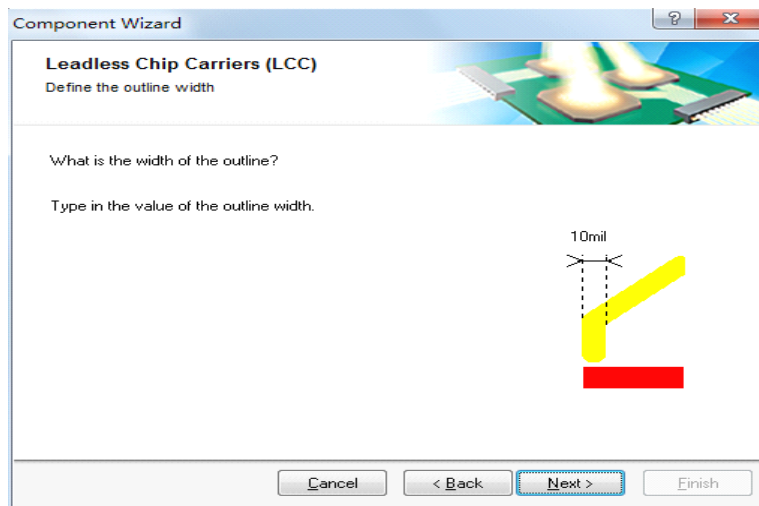 Component Wizard
?
Leadless Chip Carriers (LCC)
Define the outline width
What is the width of the outline?
Type in the value of the outline width.
10mil
Cancel
< Back
Next >
Finish